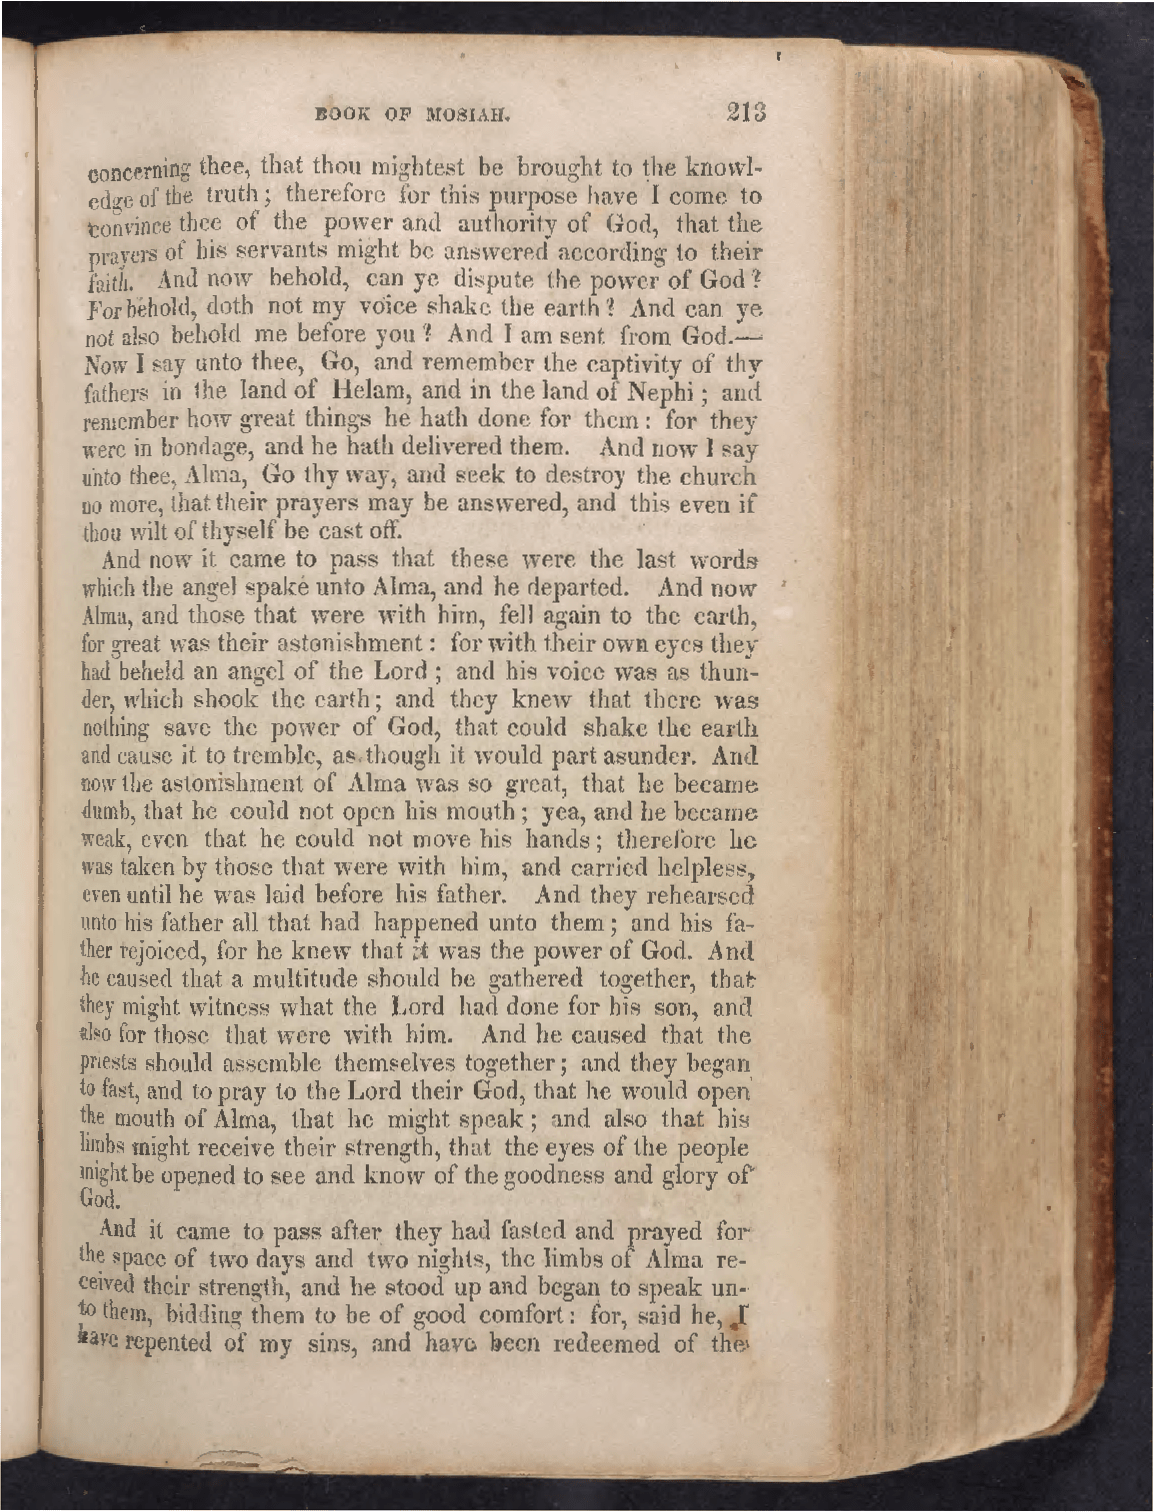 BOOK OF MOSIAH. 213
concerning thee, that thou mightest be brought to the knowl-
edge of the truth; therefore for this purpose have I come to
convince thee of the power and authority of God, that the
prayers of his servants might be answered according to their
faith. And now behold, can ye dispute the power of God?
For behold, doth not my voice shake the earth? And can ye
not also behold me before you? And I am sent from God.—
Now I say unto thee, Go, and remember the captivity of thy
fathers in the land of Helam, and in the land of Nephi; and
remember how great things he hath done for them: for they
were in bondage, and he hath delivered them. And now I say
unto thee, Alma, Go thy way, and seek to destroy the church
no more, that their prayers may be answered, and this even if
thou wilt of thyself be cast off.
And now it came to pass that these were the last words
which the angel spake unto Alma, and he departed. And now
Alma, and those that were with him, fell again to the earth,
for great was their astonishment: for with their own eyes they
had beheld an angel of the Lord; and his voice was as thun-
der, which shook the earth; and they knew that there was
nothing save the power of God, that could shake the earth
and cause it to tremble, as though it would part asunder. And
now the astonishment of Alma was so great, that he became
dumb, that he could not open his mouth; yea, and he became
weak, even that he could not move his hands; therefore he
was taken by those that were with him, and carried helpless,
even until he was laid before his father. And they rehearsed
unto his father all that had happened unto them; and his fa-
ther rejoiced, for he knew that it was the power of God. And
he caused that a multitude should be gathered together, that
they might witness what the Lord had done for his son, and
also for those that were with him. And he caused that the
priests should assemble themselves together; and they began
to fast, and to pray to the Lord their God, that he would open
the mouth of Alma, that he might speak; and also that his
limbs might receive their strength, that the eyes of the people
might be opened to see and know of the goodness and glory of
God.
And it came to pass after they had fasted and prayed for
the space of two days and two nights, the limbs of Alma re-
ceived their strength, and he stood up and began to speak un-
to them, bidding them to be of good comfort: for, said he, I
have repented of my sins, and have been redeemed of the